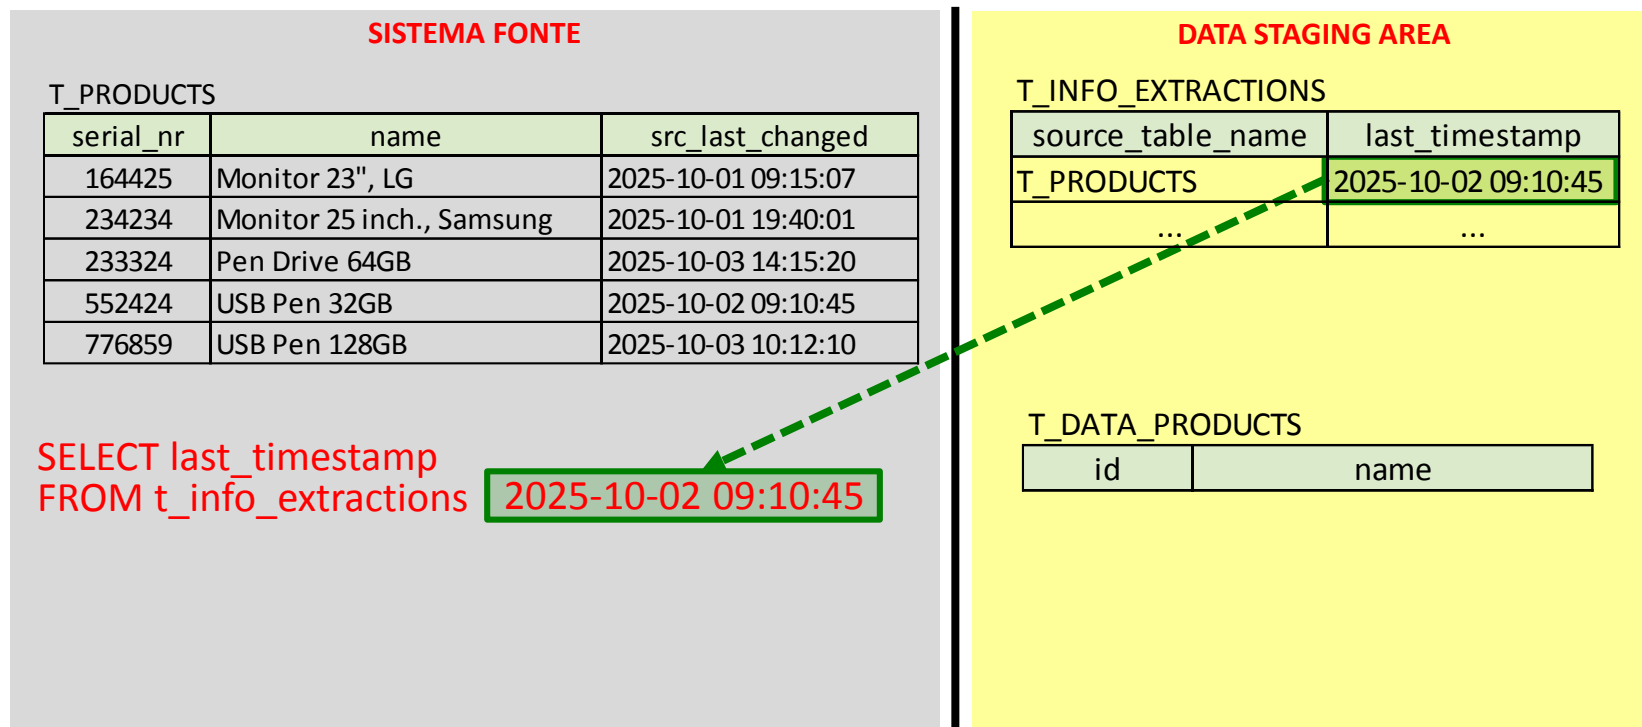 SISTEMA FONTE
T_PRODUCTS
serial_nr name src_last_changed
164425 Monitor 23", LG 2025-10-01 09:15:07
234234 Monitor 25 inch., Samsung 2025-10-01 19:40:01
233324 Pen Drive 64GB 2025-10-03 14:15:20
552424 USB Pen 32GB 2025-10-02 09:10:45
776859 USB Pen 128GB 2025-10-03 10:12:10
SELECT last_timestamp
FROM t_info_extractions 2025-10-02 09:10:45
DATA STAGING AREA
T_INFO_EXTRACTIONS
source_table_name last_timestamp
T_PRODUCTS 2025-10-02 09:10:45
... ...
T_DATA_PRODUCTS
id name